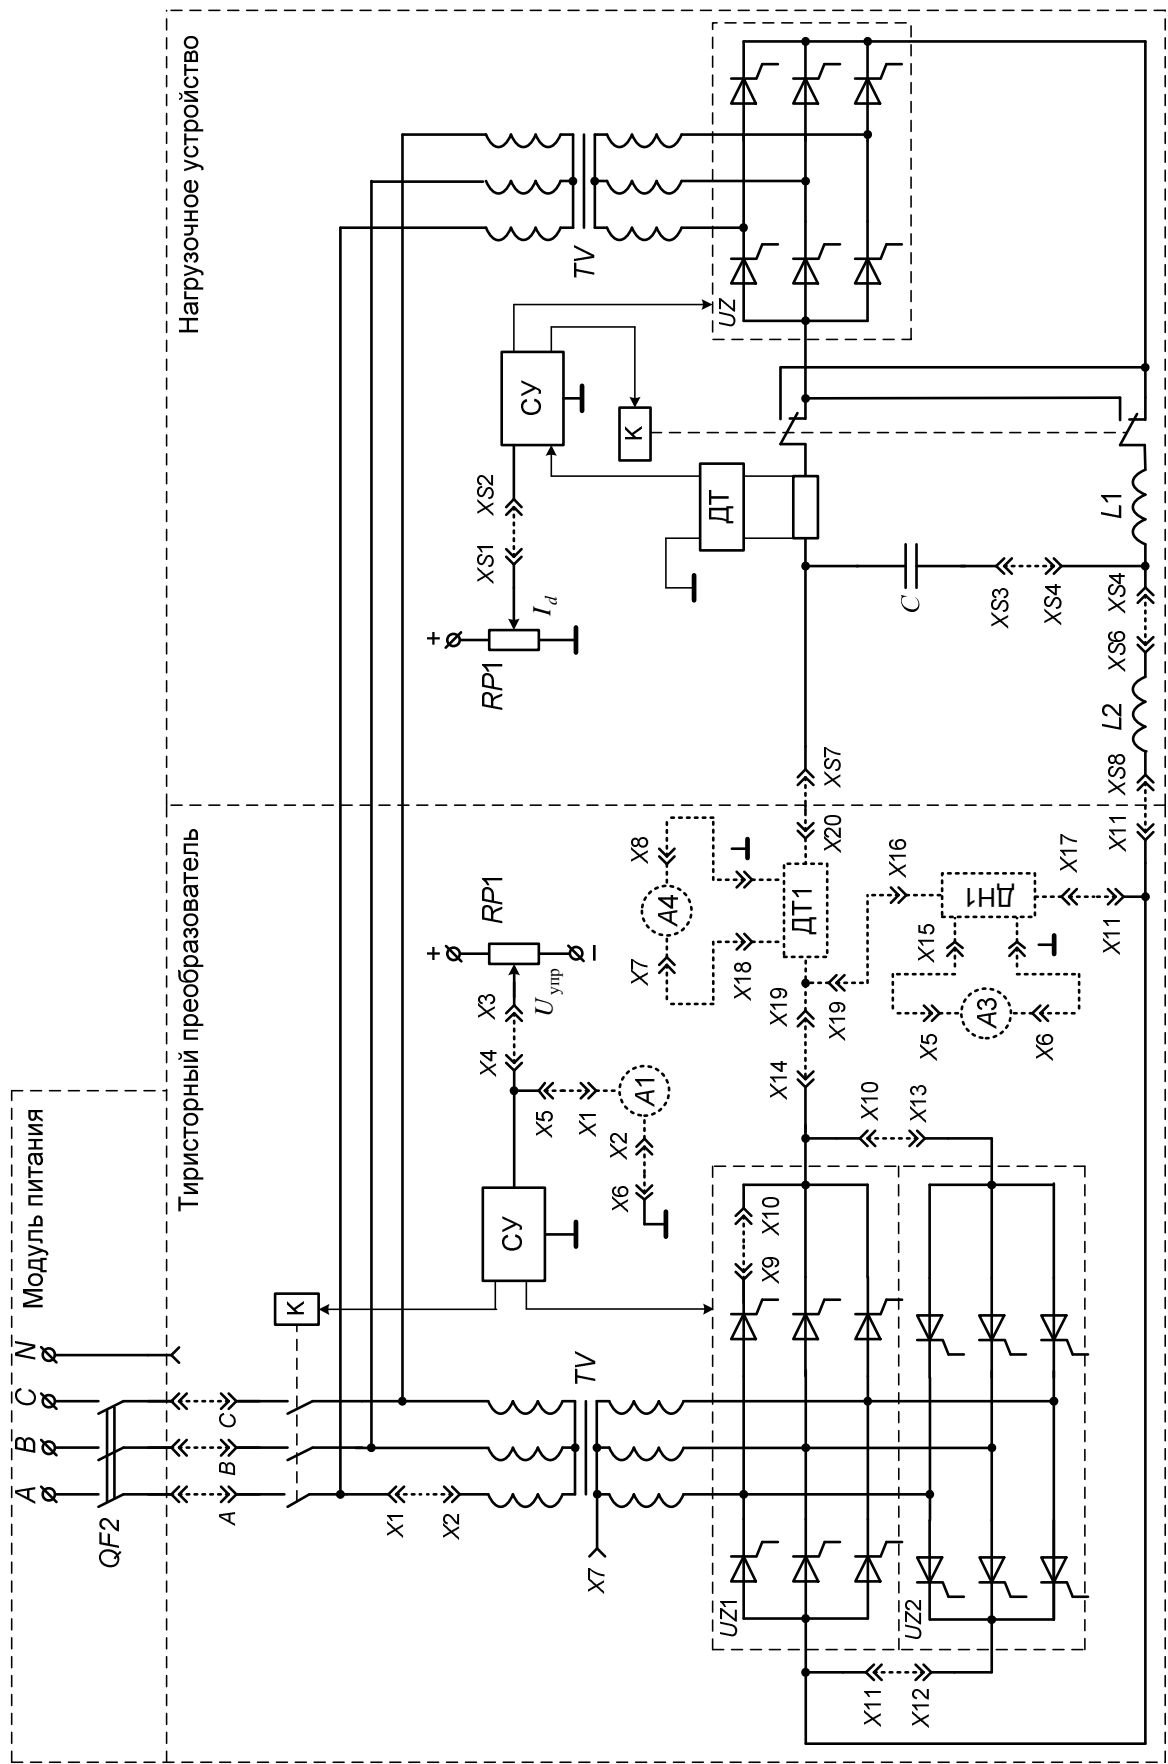 Модуль питания
A
B
C
N
QF2
A
B
C
К
X1
X2
TV
X7
Тиристорный преобразователь
СУ
X5
X1
A1
X2
X6
X4
X3
U упр
RP1
+
−
UZ1
UZ2
X9
X10
X11
X12
X10
X13
X14
X19
X19
ДТ1
X18
X7
A4
X8
X20
X16
X15
ДН1
X5
A3
X6
X17
X11
X11
Нагрузочное устройство
TV
UZ
СУ
К
ДТ
XS2
XS1
I d
RP1
+
XS7
C
XS3
XS4
L1
XS4
XS6
L2
XS8